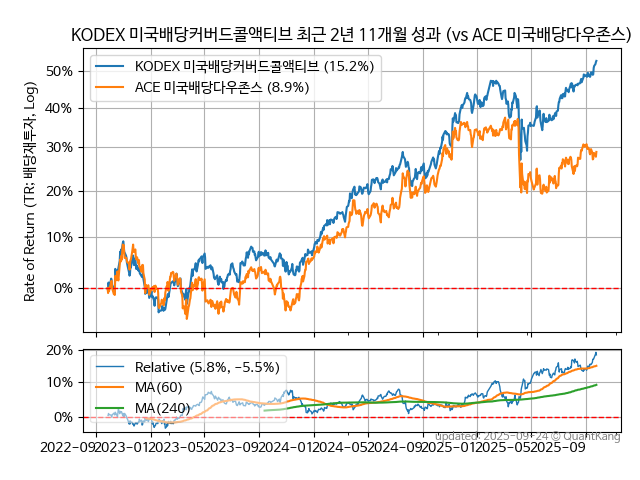 KODEX 미국배당커버드콜액티브 최근 2년 11개월 성과 (vs ACE 미국배당다우존스)
Rate of Return (TR: 배당재투자, Log)
50%
40%
30%
20%
10%
0%
KODEX 미국배당커버드콜액티브 (15.2%)
ACE 미국배당다우존스 (8.9%)
20%
10%
0%
Relative (5.8%, −5.5%)
MA(60)
MA(240)
2022-09 2023-01 2023-05 2023-09 2024-01 2024-05 2024-09 2025-01 2025-05 2025-09
updated: 2025-09-24 © QuantKang